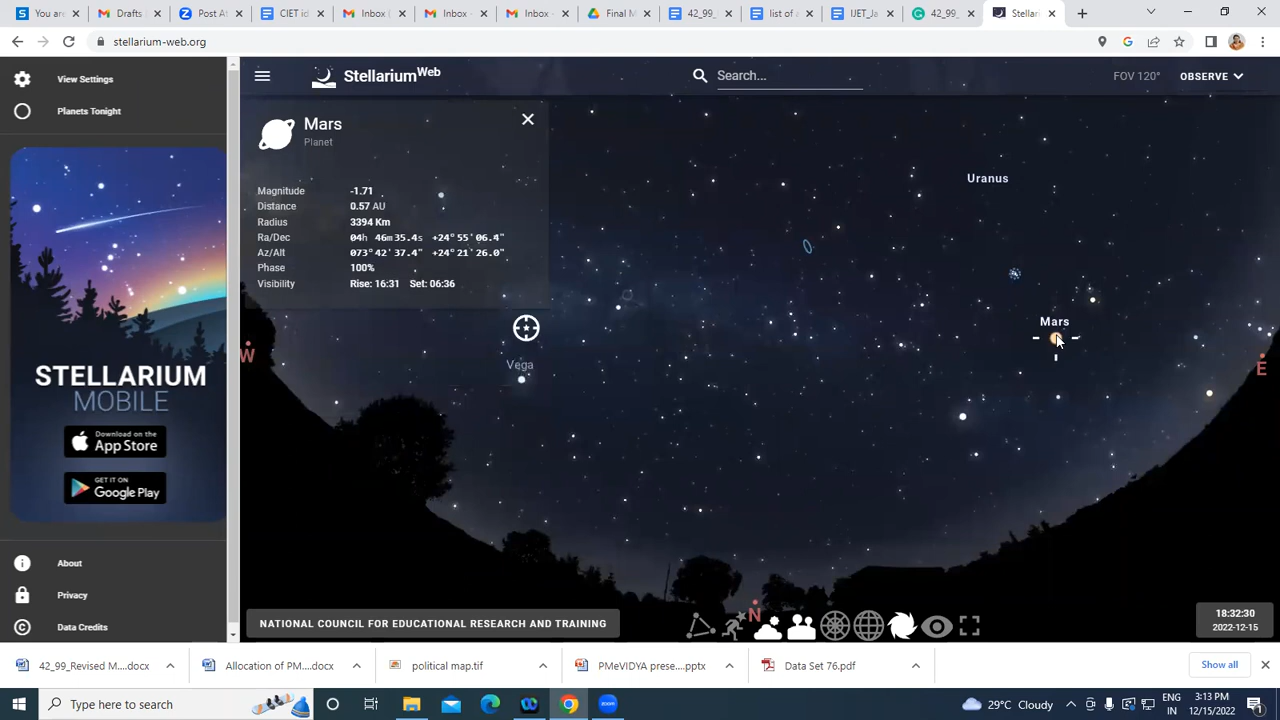 You are
Drafts
Post At
CIET id
Inbox (
Inbox -
Inbox -
Final M
42_99_
list of a
IJET_Ja
42_99_
Stellari
stellarium-web.org
View Settings
Planets Tonight
STELLARIUM
MOBILE
Download on the
App Store
GET IT ON
Google Play
About
Privacy
Data Credits
StellariumWeb
Search...
FOV 120°
OBSERVE
Mars
Planet
Magnitude -1.71
Distance 0.57 AU
Radius 3394 Km
Ra/Dec 04h 46m35.4s +24°55'06.4"
Az/Alt 073°42'37.4" +24°21'26.0"
Phase 100%
Visibility Rise: 16:31 Set: 06:36
Uranus
Mars
Vega
W
E
N
NATIONAL COUNCIL FOR EDUCATIONAL RESEARCH AND TRAINING
18:32:30
2022-12-15
42_99_Revised M....docx
Allocation of PM....docx
political map.tif
PMeVIDYA prese....pptx
Data Set 76.pdf
Show all
Type here to search
29°C Cloudy
ENG
IN
3:13 PM
12/15/2022